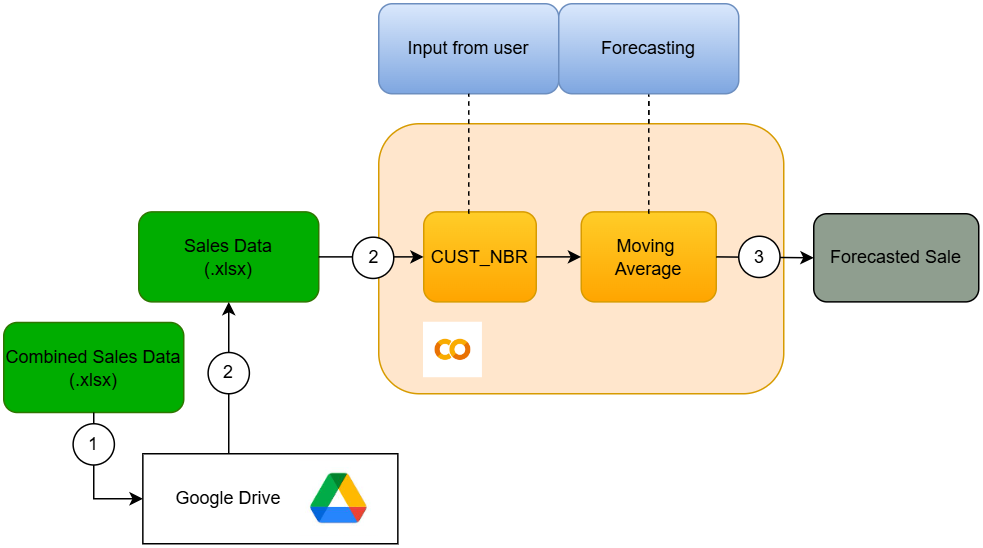 Input from user
Forecasting
Sales Data
(.xlsx)
2
CUST_NBR
Moving
Average
3
Forecasted Sale
Combined Sales Data
(.xlsx)
2
1
Google Drive